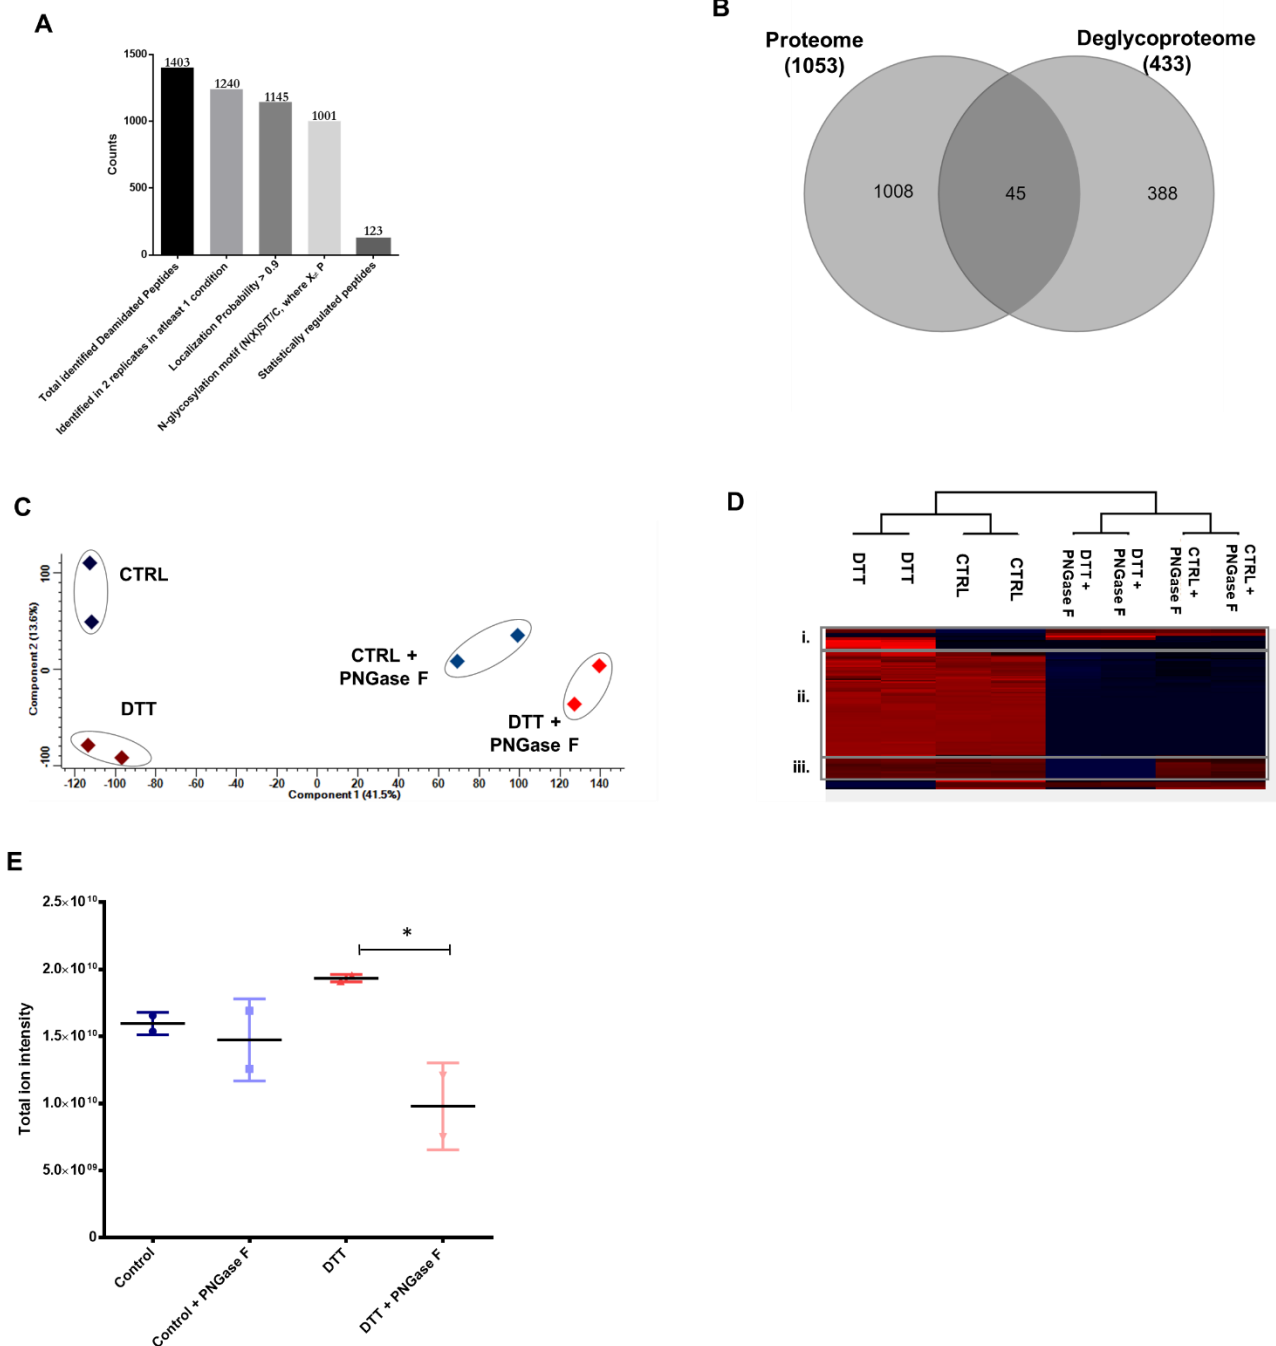 A
1500
1000
500
0
Counts
1403
1240
1145
1001
123
Total identified Deamidated Peptides
Identified in 2 replicates in atleast 1 condition
Localization Probability > 0.9
N-glycosylation motif (N(X)S/T/C, where X≠ P
Statistically regulated peptides
B
Proteome
(1053)
Deglycoproteome
(433)
1008
45
388
C
Component 2 (13.6%)
100
0
-100
CTRL
DTT
CTRL +
PNGase F
DTT +
PNGase F
-120 -100 -80 -60 -40 -20 0 20 40 60 80 100 120 140
Component 1 (41.5%)
D
DTT
DTT
CTRL
CTRL
DTT +
PNGase F
DTT +
PNGase F
CTRL +
PNGase F
CTRL +
PNGase F
i.
ii.
iii.
E
2.5×10¹⁰
2.0×10¹⁰
1.5×10¹⁰
1.0×10¹⁰
5.0×10⁰⁹
0
Total ion intensity
*
Control
Control + PNGase F
DTT
DTT + PNGase F